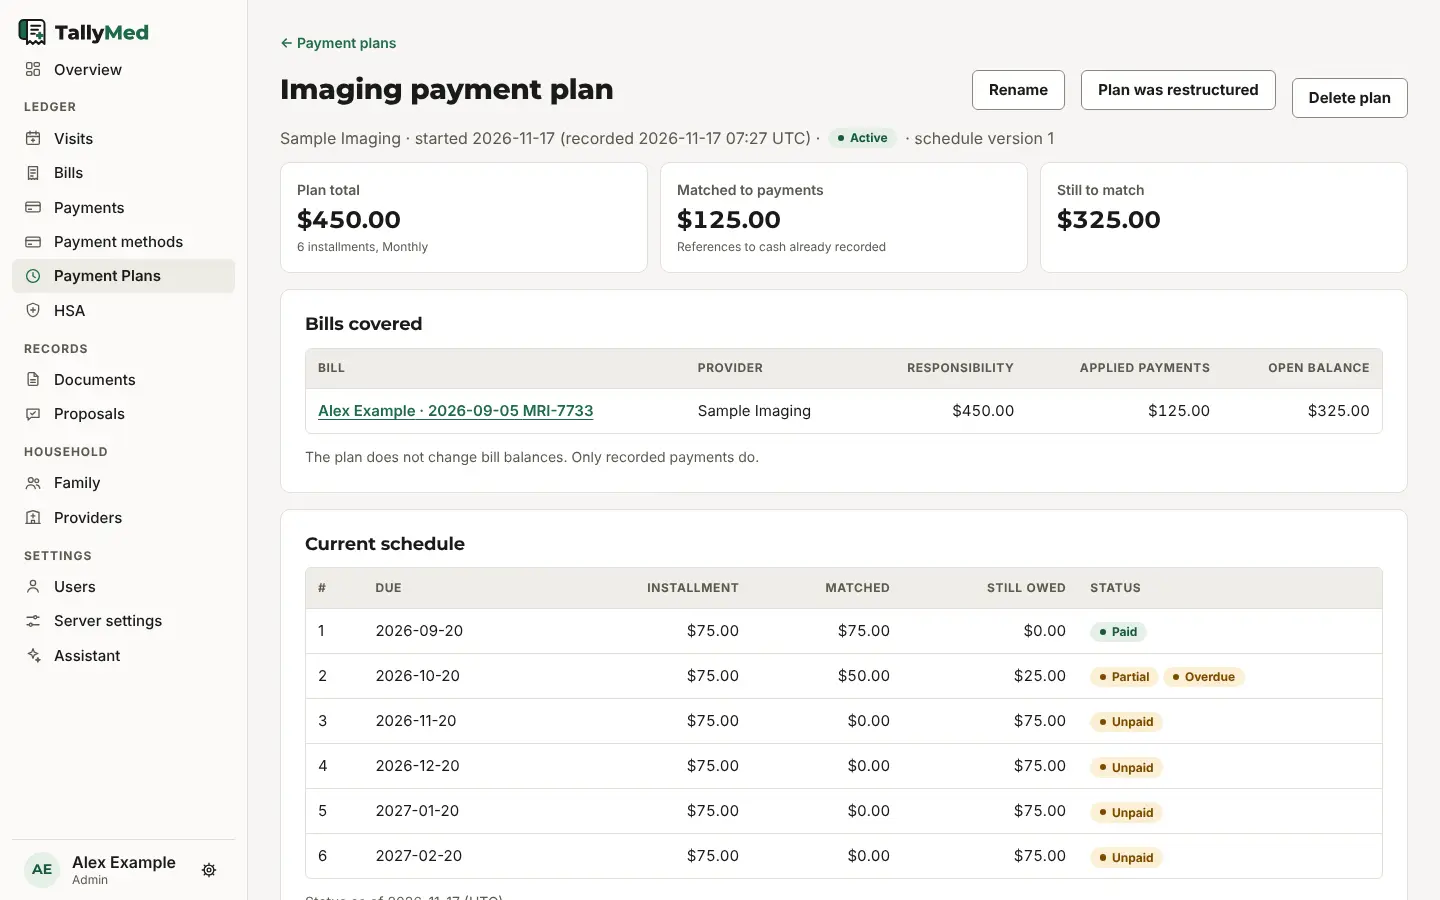 TallyMed
Overview
LEDGER
Visits
Bills
Payments
Payment methods
Payment Plans
HSA
RECORDS
Documents
Proposals
HOUSEHOLD
Family
Providers
SETTINGS
Users
Server settings
Assistant
AE
Alex Example
Admin
← Payment plans
Imaging payment plan
Rename
Plan was restructured
Delete plan
Sample Imaging · started 2026-11-17 (recorded 2026-11-17 07:27 UTC) · Active · schedule version 1
Plan total
$450.00
6 installments, Monthly
Matched to payments
$125.00
References to cash already recorded
Still to match
$325.00
Bills covered
BILL PROVIDER RESPONSIBILITY APPLIED PAYMENTS OPEN BALANCE
Alex Example · 2026-09-05 MRI-7733 Sample Imaging $450.00 $125.00 $325.00
The plan does not change bill balances. Only recorded payments do.
Current schedule
# DUE INSTALLMENT MATCHED STILL OWED STATUS
1 2026-09-20 $75.00 $75.00 $0.00 Paid
2 2026-10-20 $75.00 $50.00 $25.00 Partial Overdue
3 2026-11-20 $75.00 $0.00 $75.00 Unpaid
4 2026-12-20 $75.00 $0.00 $75.00 Unpaid
5 2027-01-20 $75.00 $0.00 $75.00 Unpaid
6 2027-02-20 $75.00 $0.00 $75.00 Unpaid
Status as of 2026-11-17 (UTC)